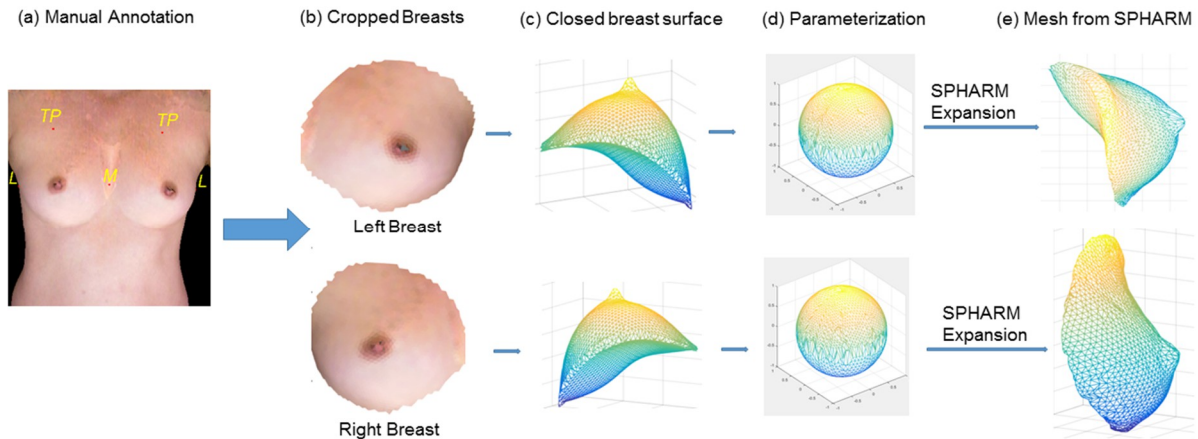 (a) Manual Annotation
(b) Cropped Breasts
(c) Closed breast surface
(d) Parameterization
(e) Mesh from SPHARM
TP TP
L M L
Left Breast
Right Breast
SPHARM
Expansion
SPHARM
Expansion